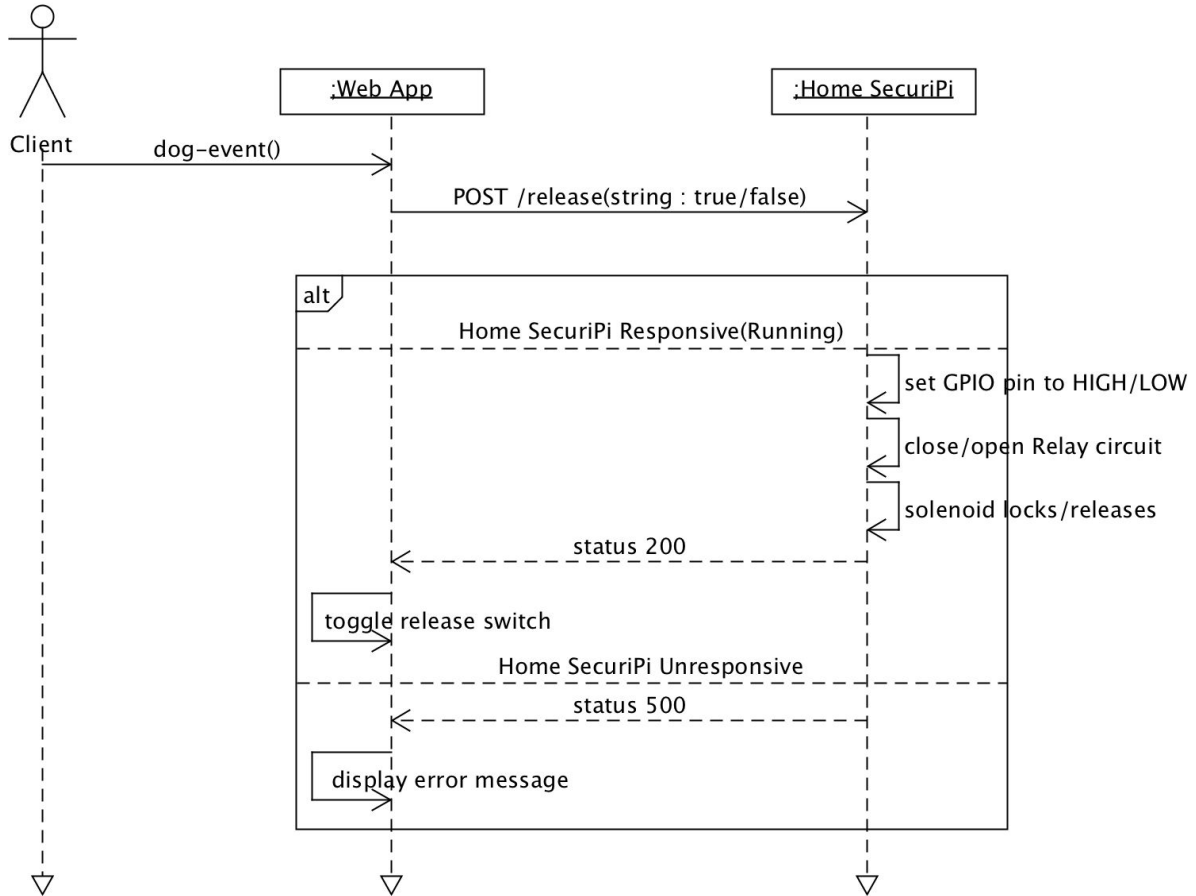 :Web App
:Home SecuriPi
Client
dog-event()
POST /release(string : true/false)
alt
Home SecuriPi Responsive(Running)
set GPIO pin to HIGH/LOW
close/open Relay circuit
solenoid locks/releases
status 200
toggle release switch
Home SecuriPi Unresponsive
status 500
display error message